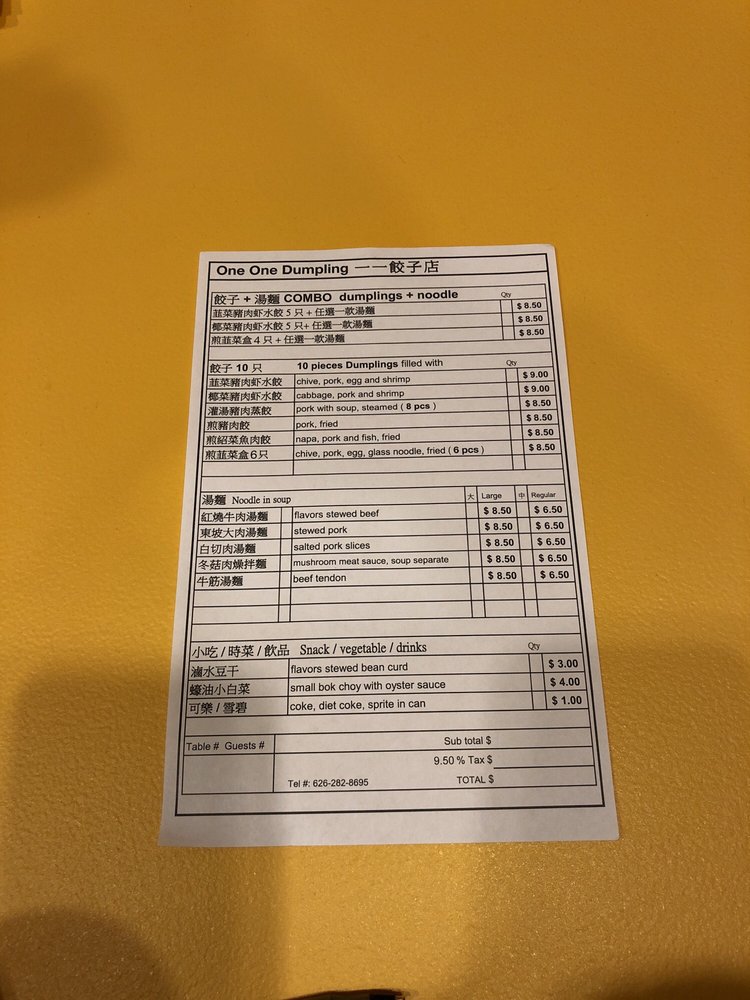 One One Dumpling 一一餃子店
餃子 + 湯麵 COMBO dumplings + noodle Qty
韮菜豬肉虾水餃 5 只 + 任選一款湯麵 $ 8.50
椰菜豬肉虾水餃 5 只+ 任選一款湯麵 $ 8.50
煎韮菜盒 4 只 + 任選一款湯麵 $ 8.50
餃子 10 只 10 pieces Dumplings filled with Qty
韮菜豬肉虾水餃 chive, pork, egg and shrimp $ 9.00
椰菜豬肉虾水餃 cabbage, pork and shrimp $ 9.00
灌湯豬肉蒸餃 pork with soup, steamed ( 8 pcs ) $ 8.50
煎豬肉餃 pork, fried $ 8.50
煎紹菜魚肉餃 napa, pork and fish, fried $ 8.50
煎韮菜盒 6 只 chive, pork, egg, glass noodle, fried ( 6 pcs ) $ 8.50
湯麵 Noodle in soup 大 Large 中 Regular
紅燒牛肉湯麵 flavors stewed beef $ 8.50 $ 6.50
東坡大肉湯麵 stewed pork $ 8.50 $ 6.50
白切肉湯麵 salted pork slices $ 8.50 $ 6.50
冬菇肉燥拌麵 mushroom meat sauce, soup separate $ 8.50 $ 6.50
牛筋湯麵 beef tendon $ 8.50 $ 6.50
小吃 / 時菜 / 飲品 Snack / vegetable / drinks Qty
滷水豆干 flavors stewed bean curd $ 3.00
蠔油小白菜 small bok choy with oyster sauce $ 4.00
可樂 / 雪碧 coke, diet coke, sprite in can $ 1.00
Table # Guests # Sub total $
9.50 % Tax $
Tel #: 626-282-8695 TOTAL $